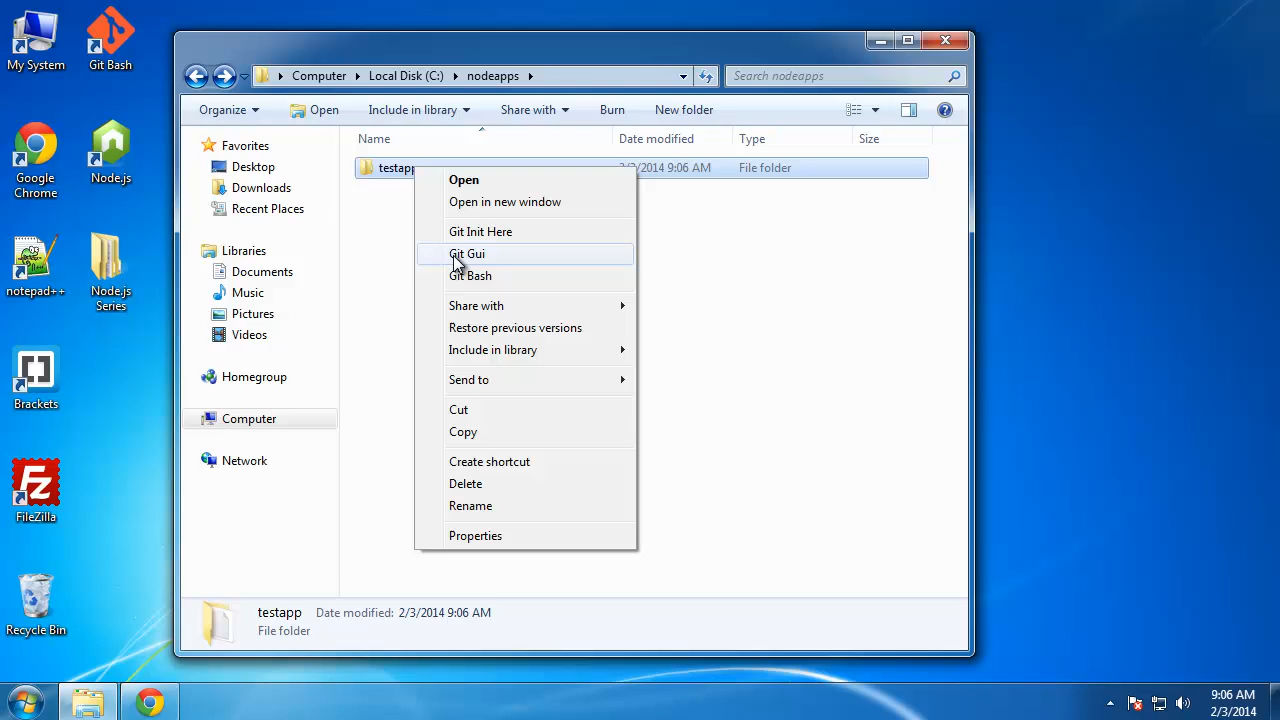 My System
Git Bash
Google
Chrome
Node.js
notepad++
Node.js
Series
Brackets
FileZilla
Recycle Bin
Computer
Local Disk (C:)
nodeapps
Search nodeapps
Organize
Open
Include in library
Share with
Burn
New folder
Favorites
Desktop
Downloads
Recent Places
Libraries
Documents
Music
Pictures
Videos
Homegroup
Computer
Network
Name
Date modified
Type
Size
testapp
9:06 AM
File folder
Open
Open in new window
Git Init Here
Git Gui
Git Bash
Share with
Restore previous versions
Include in library
Send to
Cut
Copy
Create shortcut
Delete
Rename
Properties
testapp
Date modified: 2/3/2014 9:06 AM
File folder
9:06 AM
2/3/2014